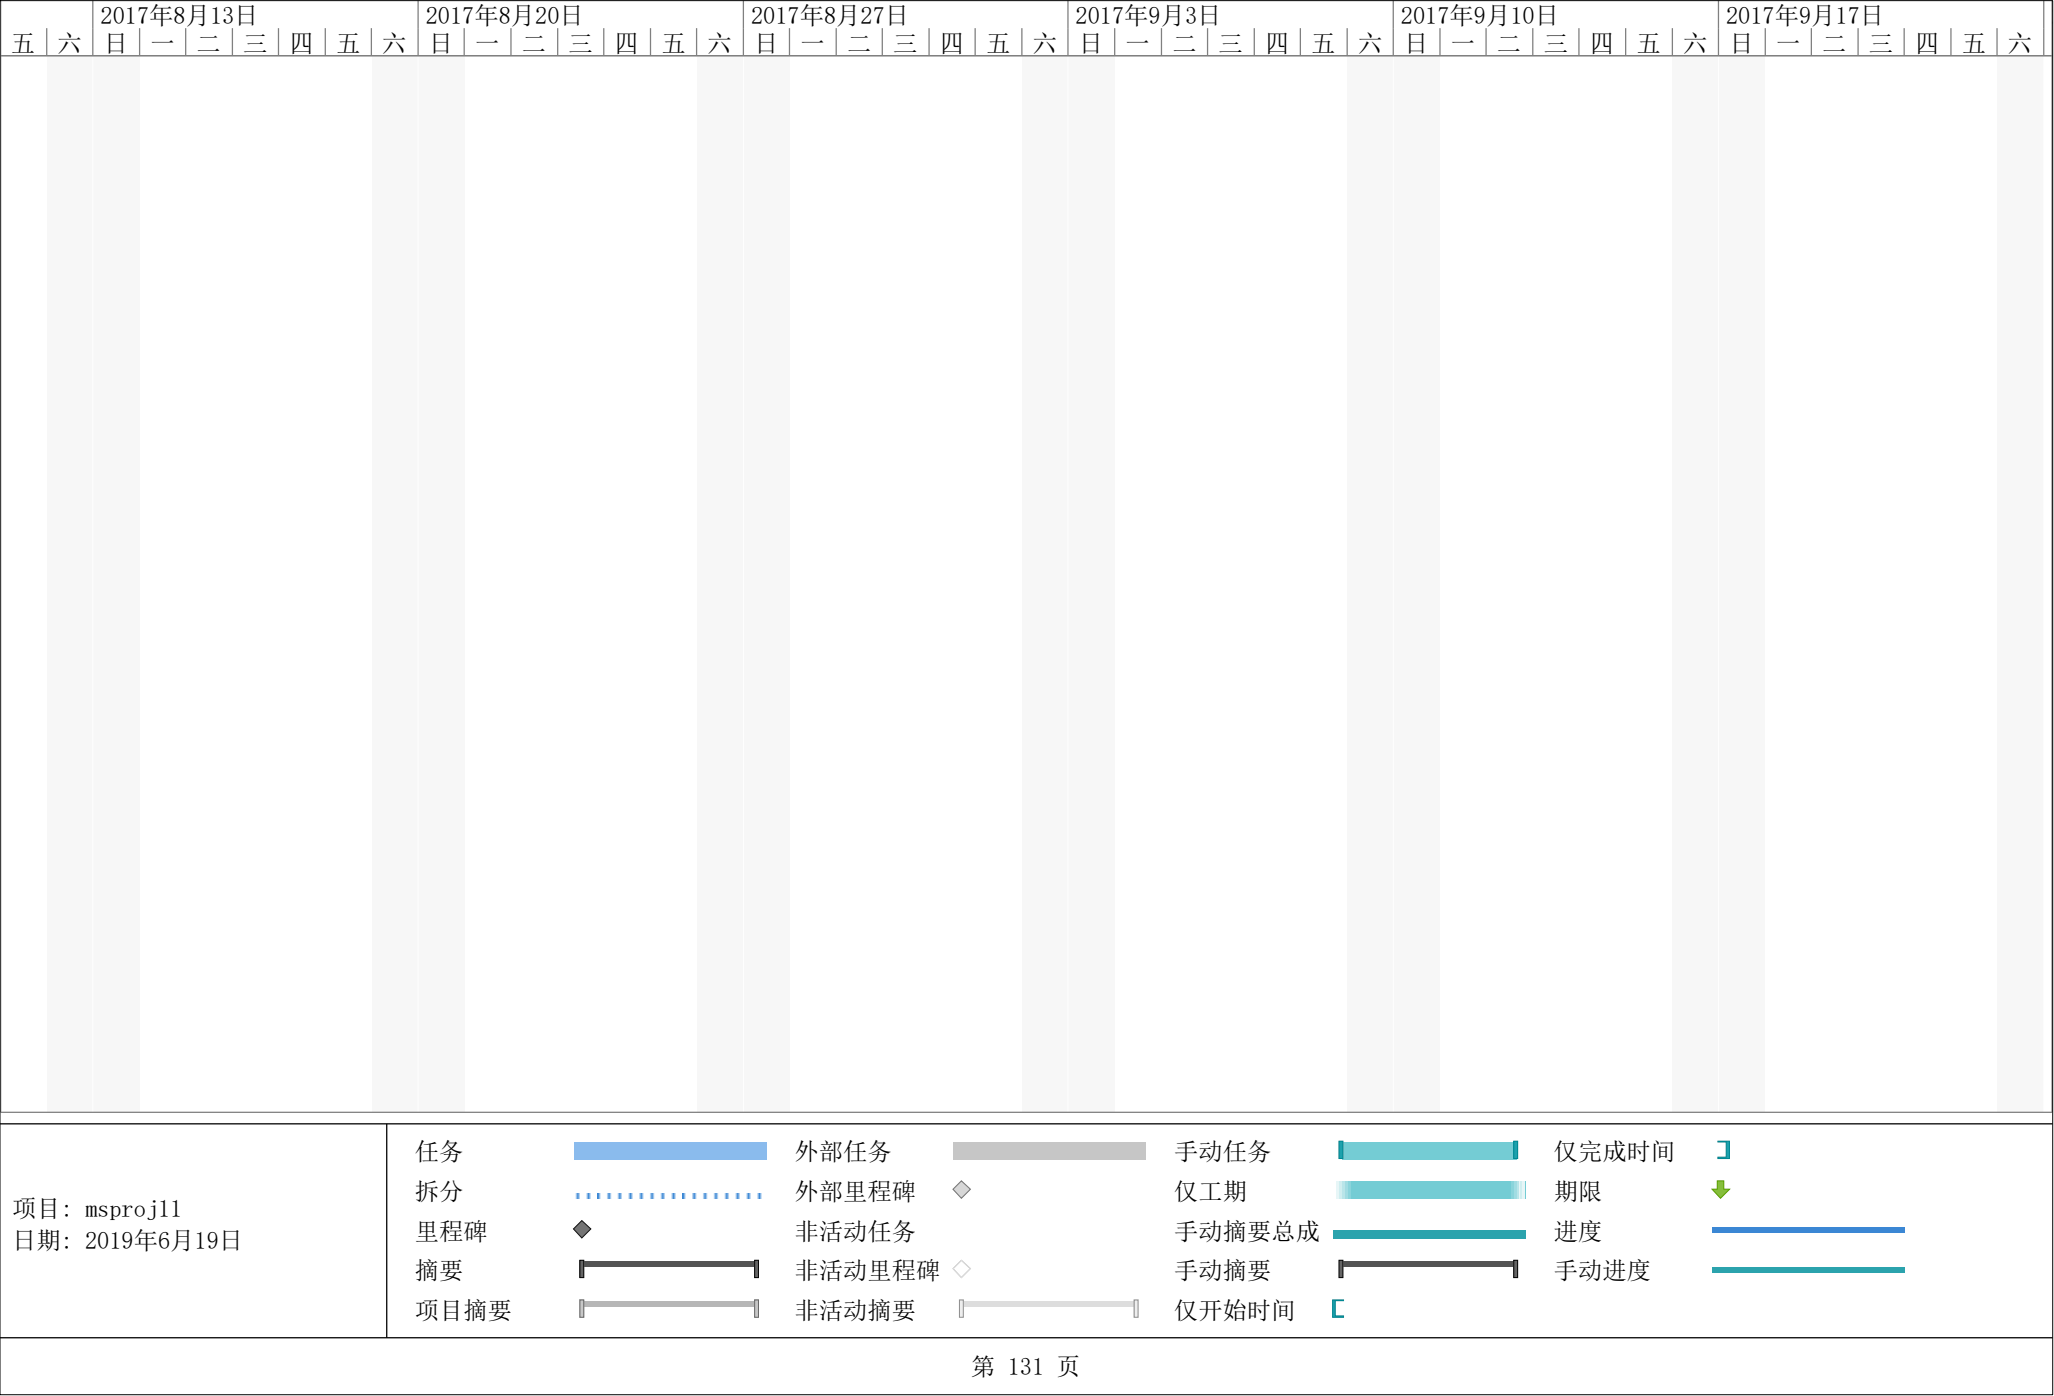 2017年8月13日 2017年8月20日 2017年8月27日 2017年9月3日 2017年9月10日 2017年9月17日
五 六 日 一 二 三 四 五 六 日 一 二 三 四 五 六 日 一 二 三 四 五 六 日 一 二 三 四 五 六 日 一 二 三 四 五 六 日 一 二 三 四 五 六
项目: msproj11
日期: 2019年6月19日
任务
拆分
里程碑
摘要
项目摘要
外部任务
外部里程碑
非活动任务
非活动里程碑
非活动摘要
手动任务
仅工期
手动摘要总成
手动摘要
仅开始时间
仅完成时间
期限
进度
手动进度
第 131 页